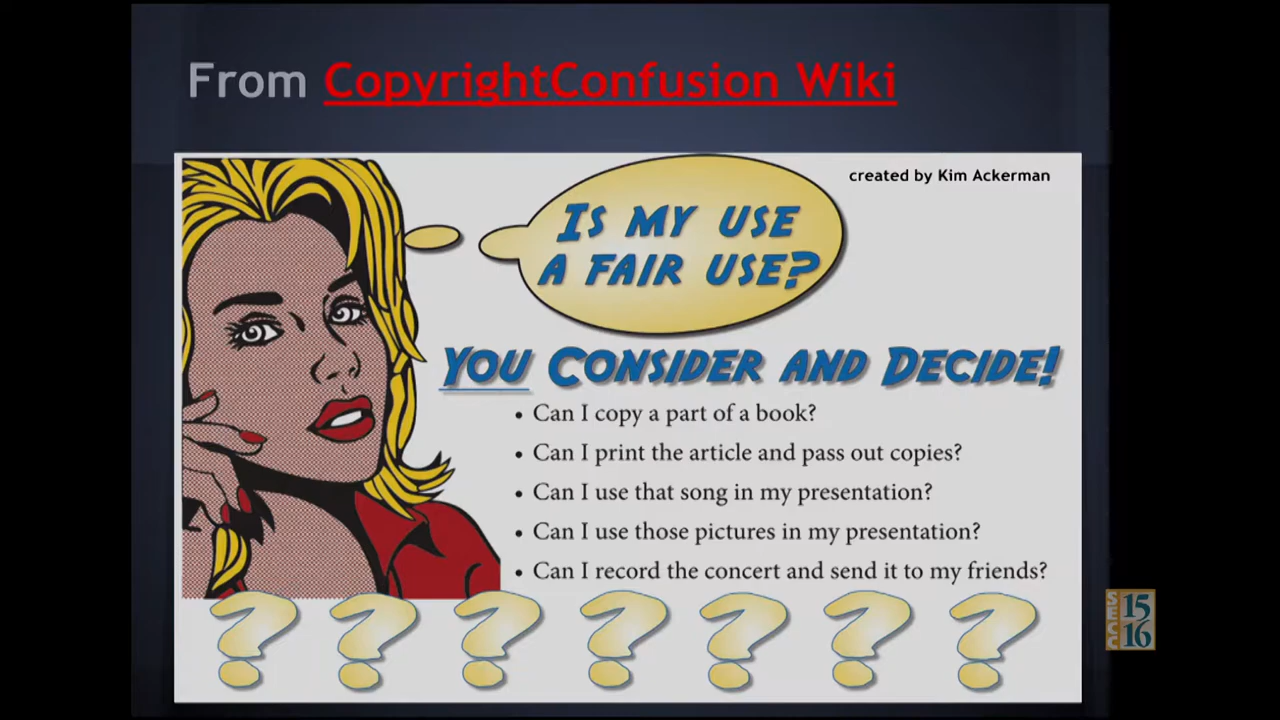 From CopyrightConfusion Wiki
created by Kim Ackerman
Is my use
a fair use?
You Consider and Decide!
• Can I copy a part of a book?
• Can I print the article and pass out copies?
• Can I use that song in my presentation?
• Can I use those pictures in my presentation?
• Can I record the concert and send it to my friends?
? ? ? ? ? ? ?
SECO
15
16